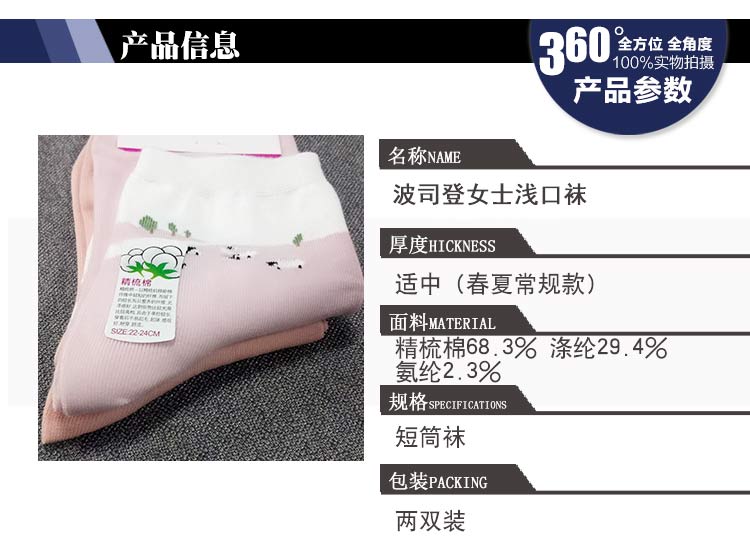 产品信息
360°
全方位 全角度
100%实物拍摄
产品参数
名称NAME
波司登女士浅口袜
厚度HICKNESS
适中（春夏常规款）
面料MATERIAL
精梳棉68.3% 涤纶29.4%
氨纶2.3%
规格SPECIFICATIONS
短筒袜
包装PACKING
两双装
精梳棉
SIZE:22-24CM